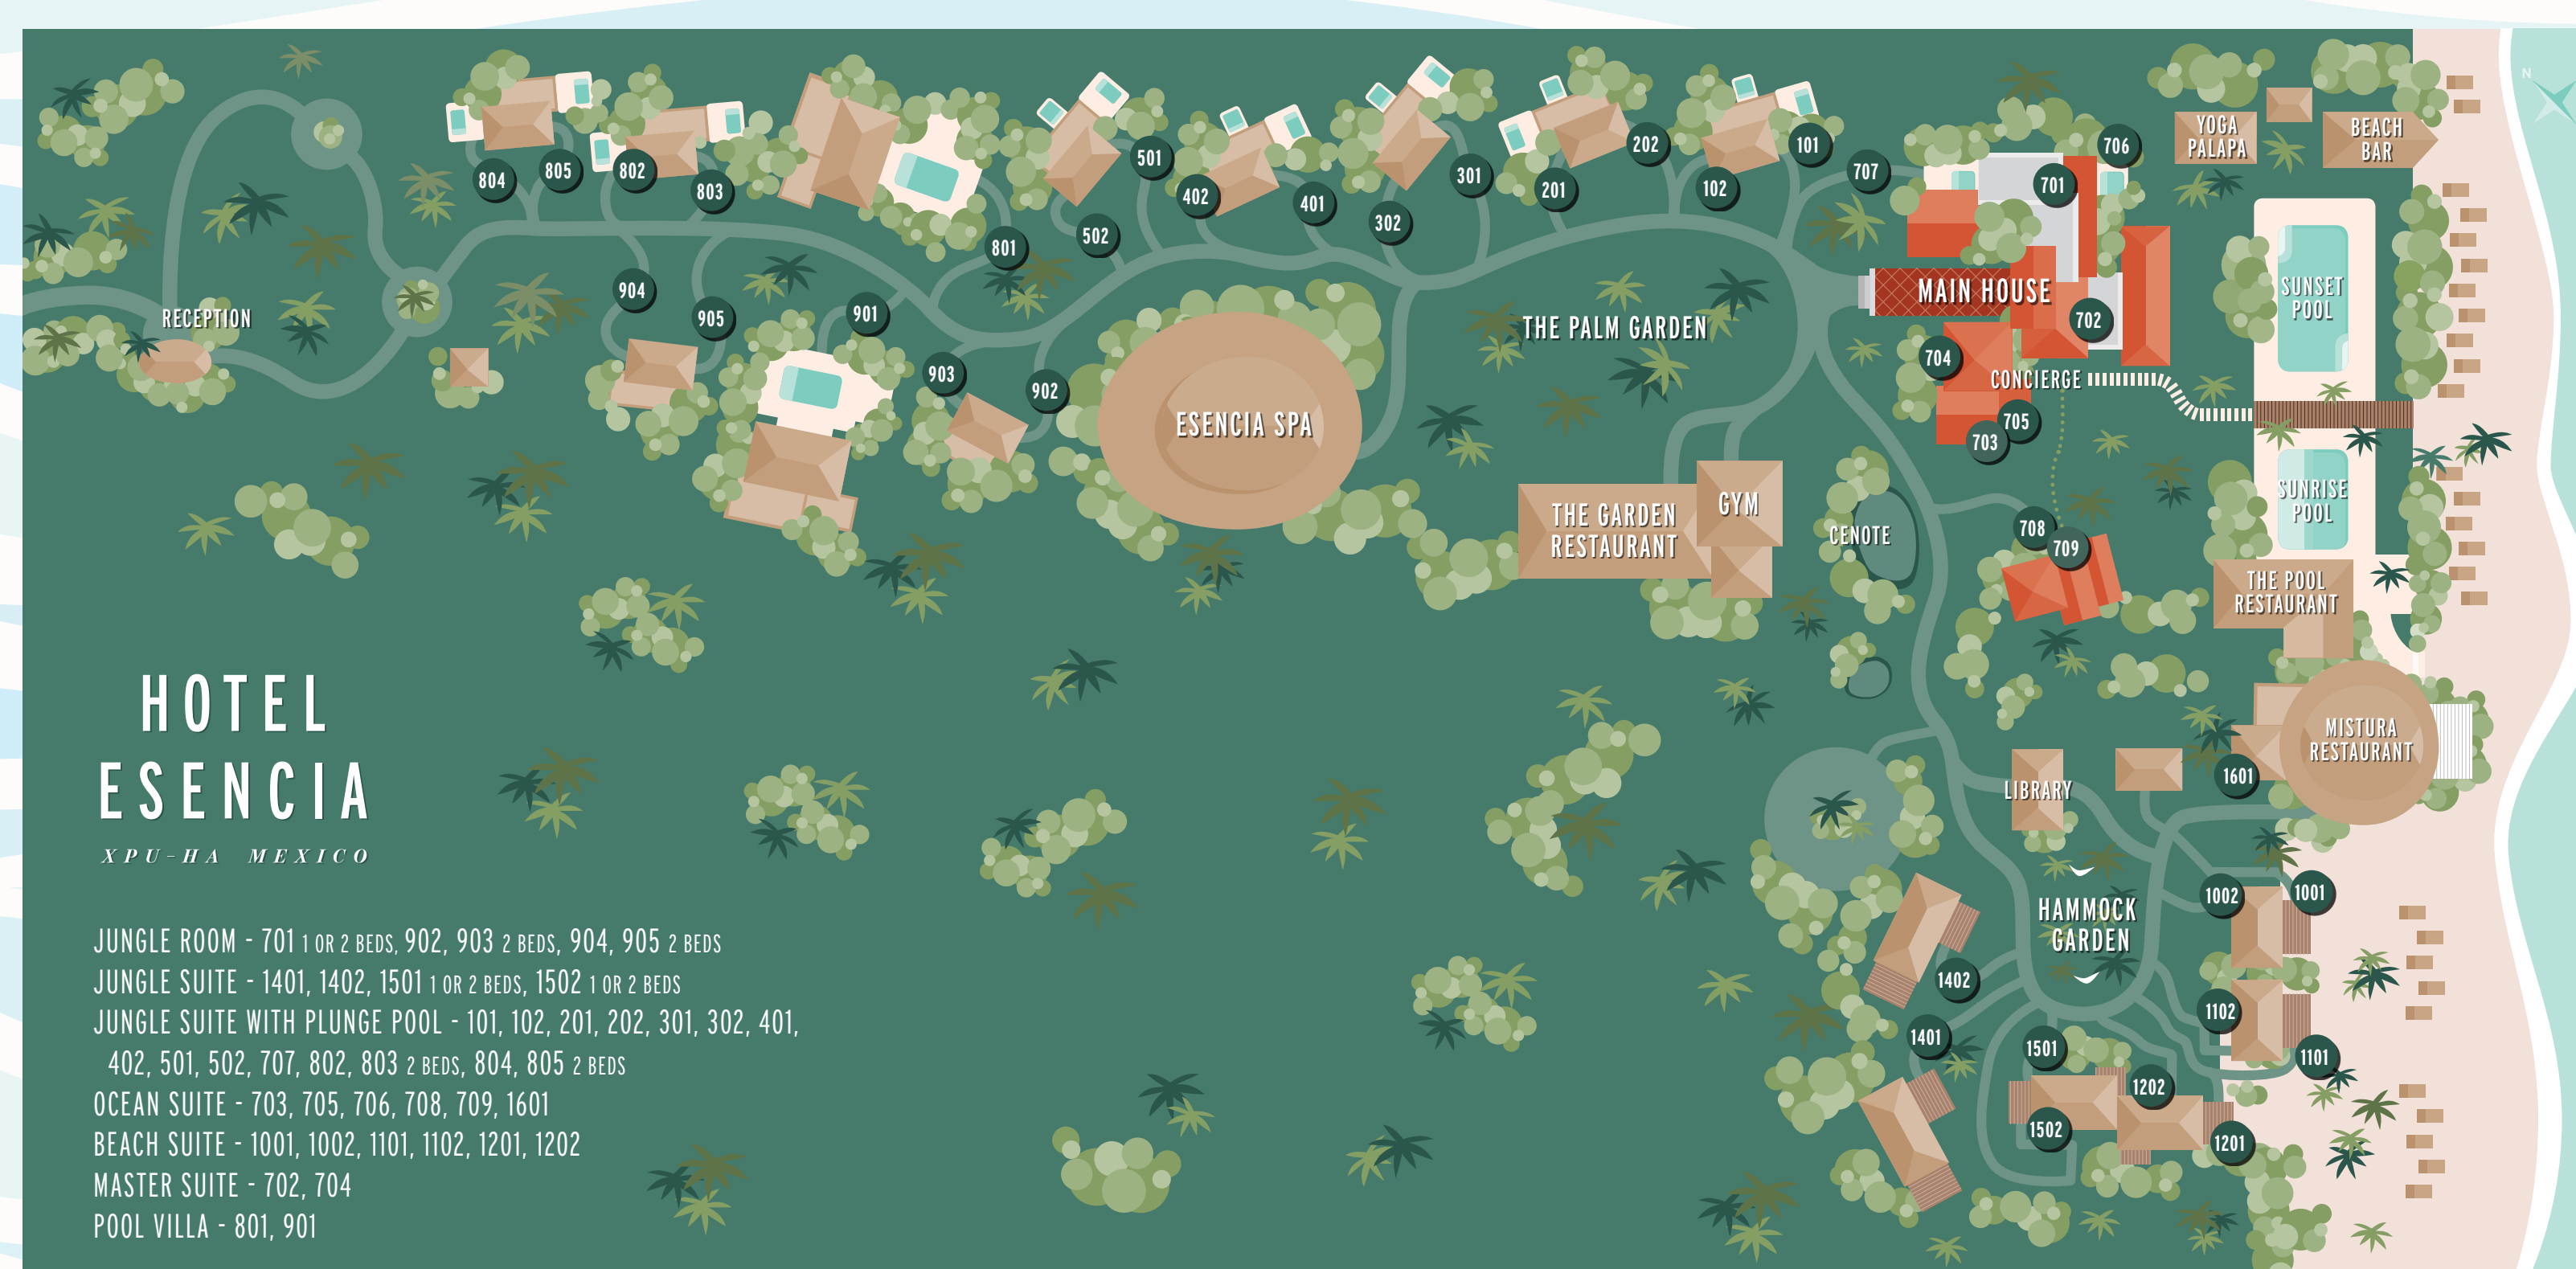 N
YOGA
PALAPA
BEACH
BAR
804
805
802
803
501
402
401
301
302
202
201
102
101
707
701
706
801
502
904
905
901
903
902
RECEPTION
ESENCIA SPA
THE PALM GARDEN
MAIN HOUSE
702
704
CONCIERGE
705
703
SUNSET
POOL
SUNRISE
POOL
THE GARDEN
RESTAURANT
GYM
CENOTE
708
709
THE POOL
RESTAURANT
MISTURA
RESTAURANT
1601
LIBRARY
HAMMOCK
GARDEN
1002
1001
1102
1101
1402
1401
1501
1502
1202
1201
HOTEL
ESENCIA
XPU-HA MEXICO
JUNGLE ROOM - 701 1 OR 2 BEDS, 902, 903 2 BEDS, 904, 905 2 BEDS
JUNGLE SUITE - 1401, 1402, 1501 1 OR 2 BEDS, 1502 1 OR 2 BEDS
JUNGLE SUITE WITH PLUNGE POOL - 101, 102, 201, 202, 301, 302, 401,
402, 501, 502, 707, 802, 803 2 BEDS, 804, 805 2 BEDS
OCEAN SUITE - 703, 705, 706, 708, 709, 1601
BEACH SUITE - 1001, 1002, 1101, 1102, 1201, 1202
MASTER SUITE - 702, 704
POOL VILLA - 801, 901